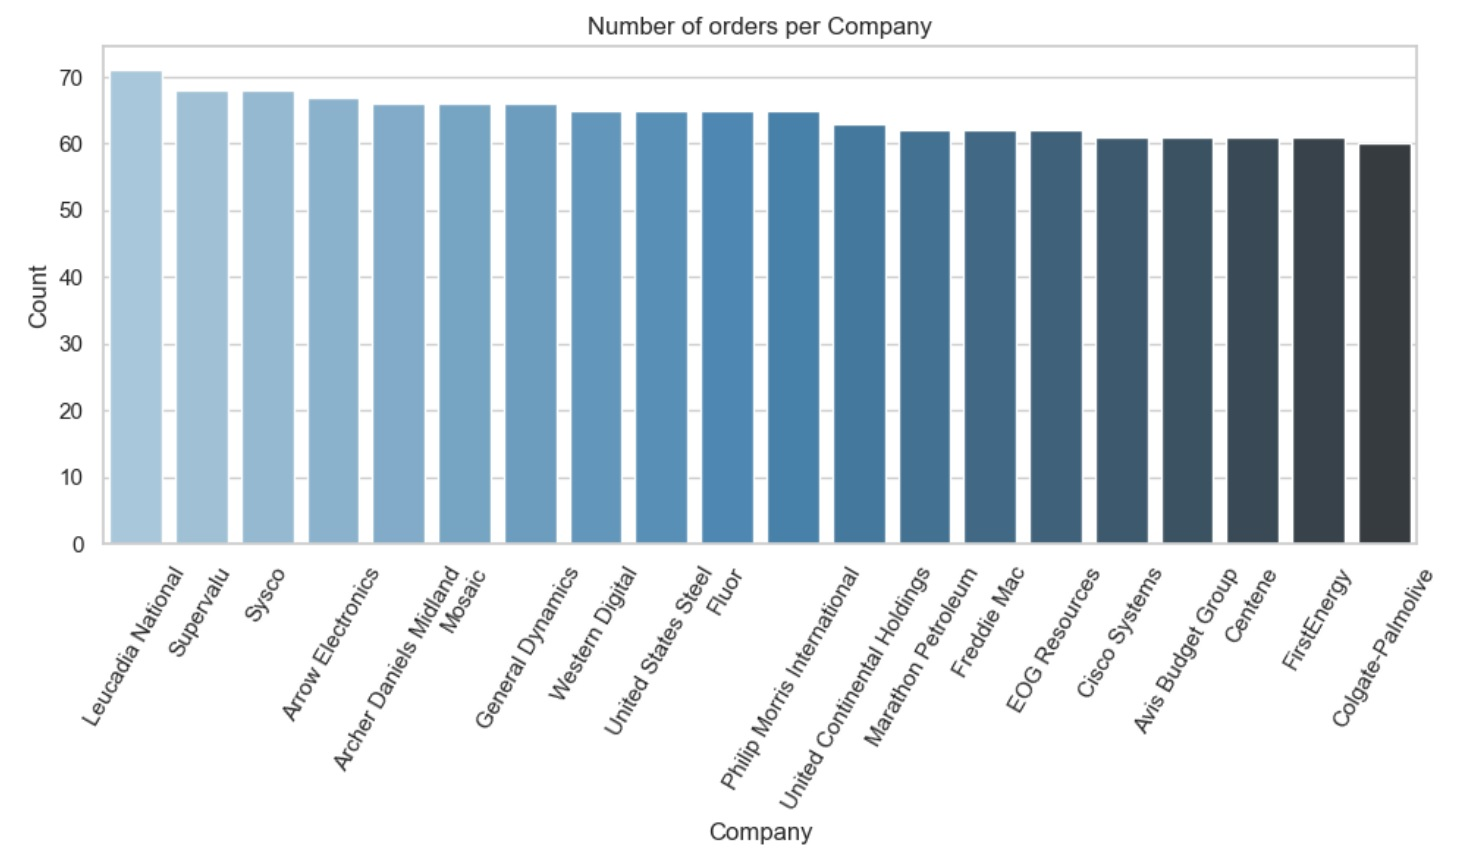 Number of orders per Company
70
60
50
40
30
20
10
0
Count
Leucadia National
Supervalu
Sysco
Arrow Electronics
Archer Daniels Midland
Mosaic
General Dynamics
Western Digital
United States Steel
Fluor
Philip Morris International
United Continental Holdings
Marathon Petroleum
Freddie Mac
EOG Resources
Cisco Systems
Avis Budget Group
Centene
FirstEnergy
Colgate-Palmolive
Company